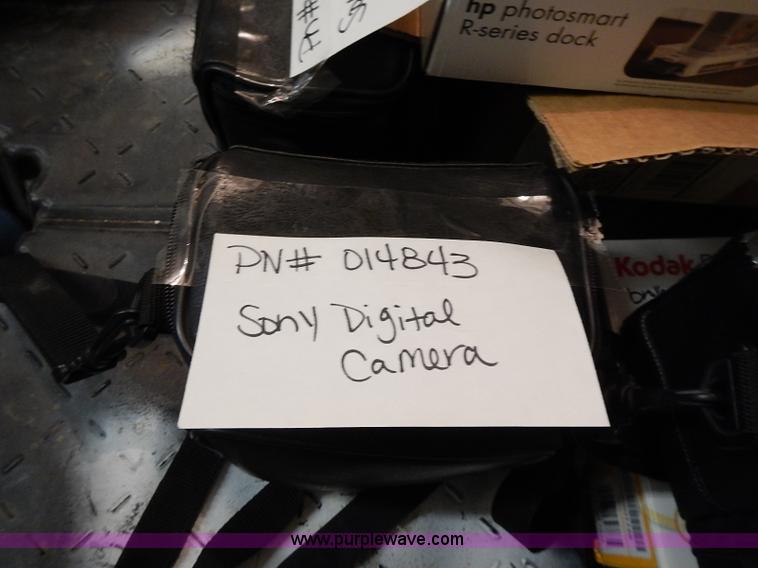 hp photosmart
R-series dock
PN# 014843
Sony Digital
Camera
Kodak
www.purplewave.com